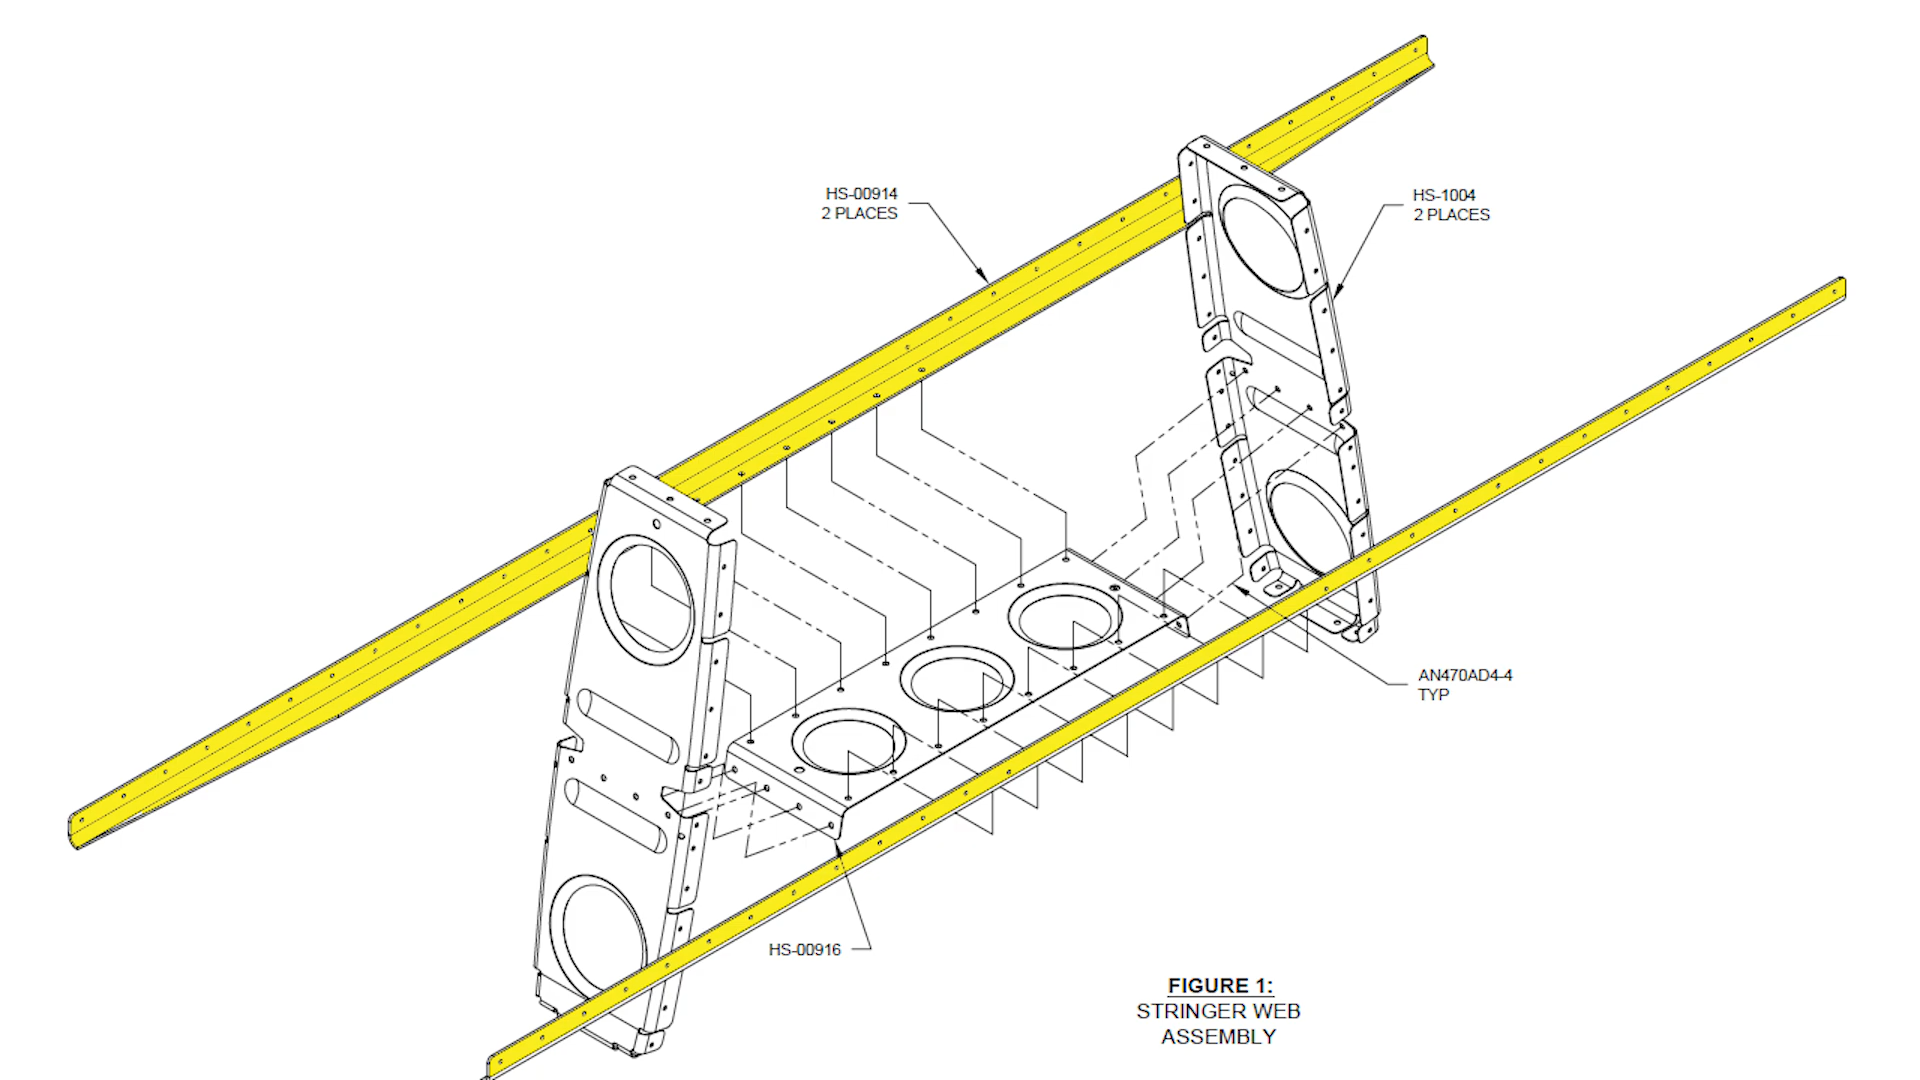 HS-00914
2 PLACES
HS-1004
2 PLACES
AN470AD4-4
TYP
HS-00916
FIGURE 1:
STRINGER WEB
ASSEMBLY